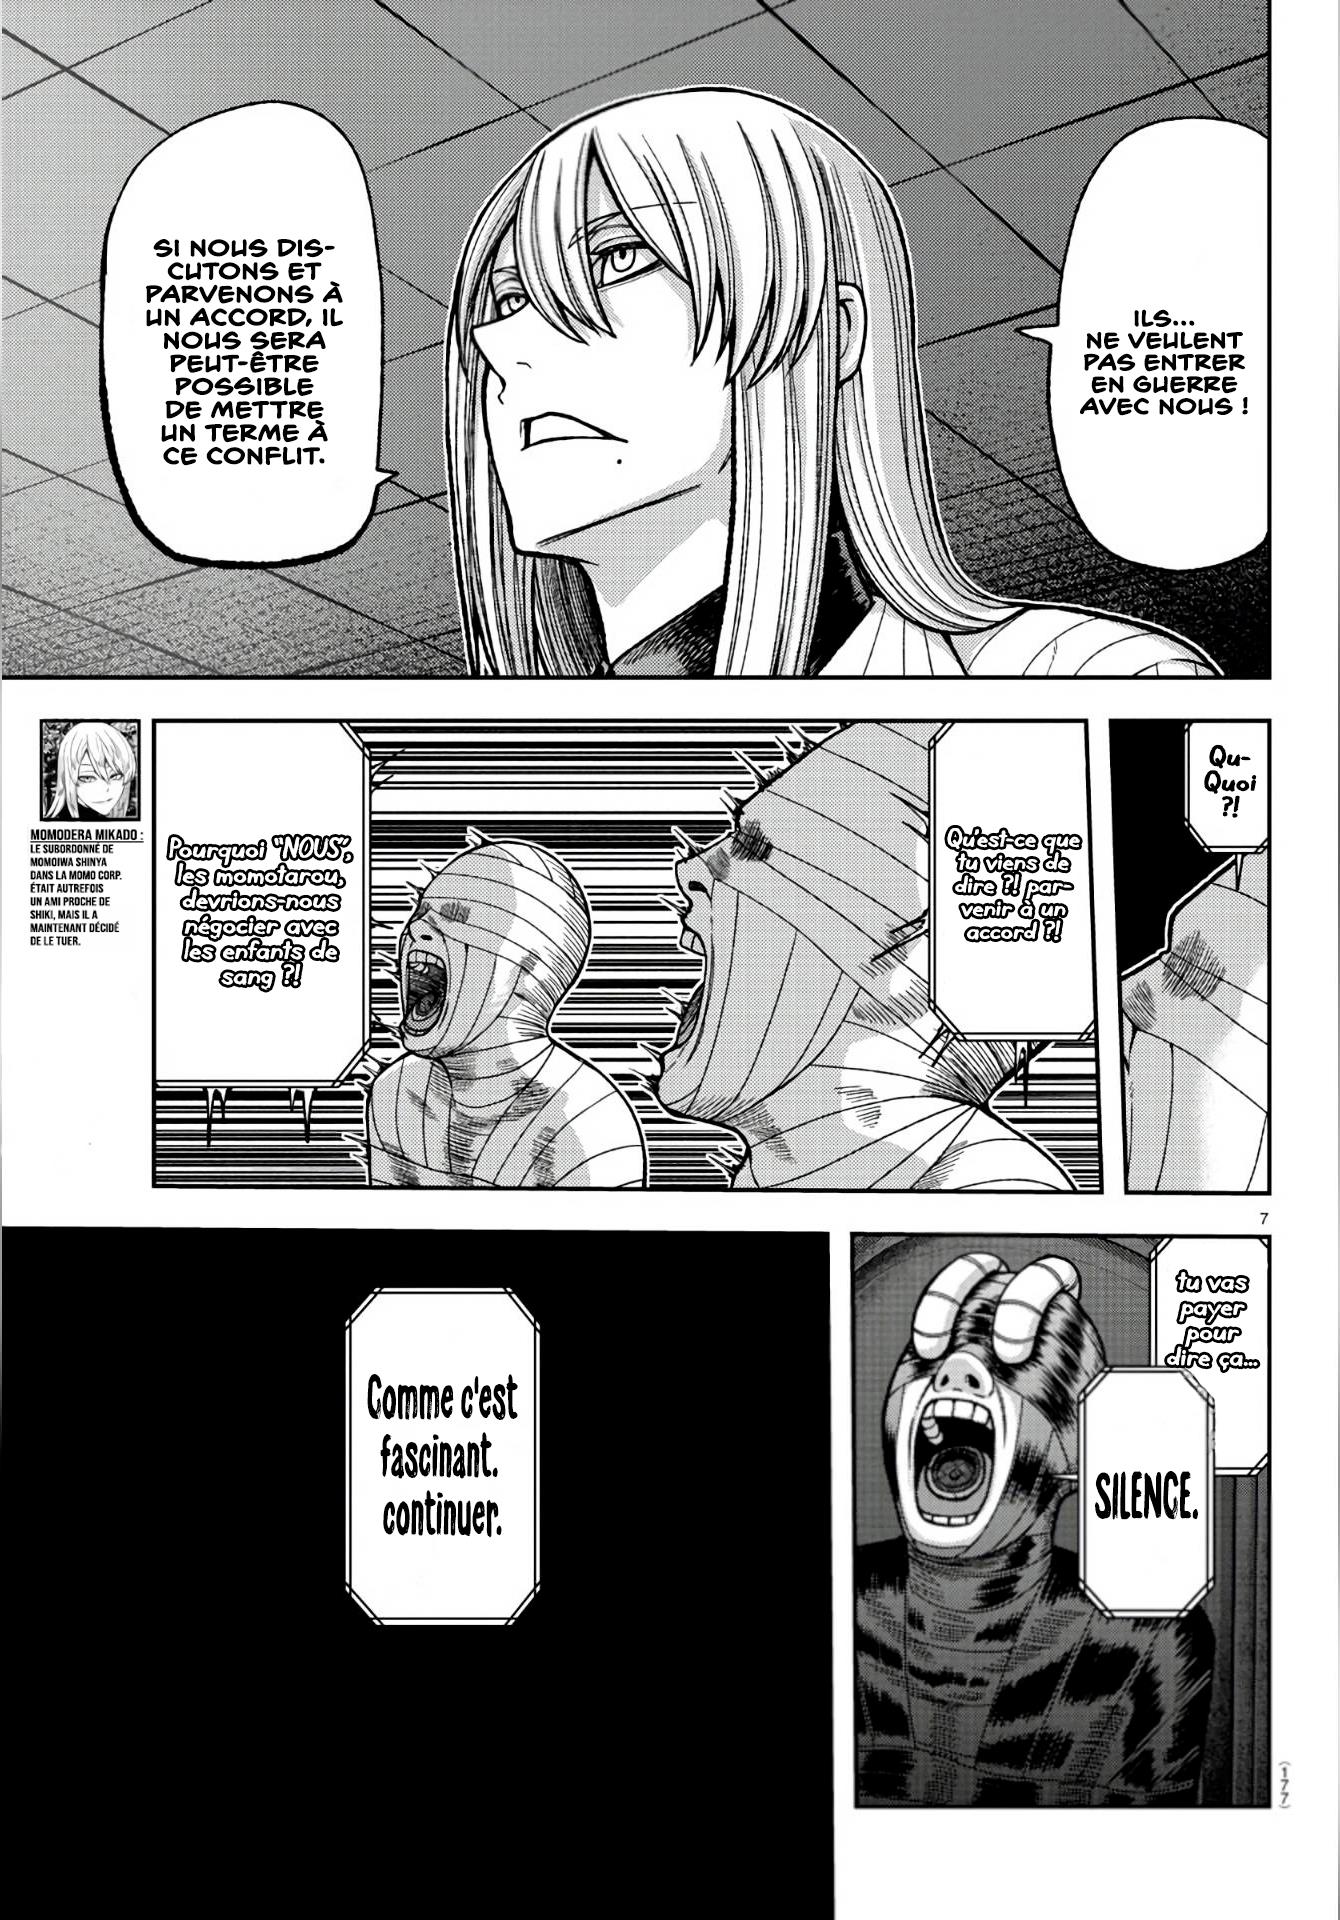 ILS...
NE VEULENT
PAS ENTRER
EN GUERRE
AVEC NOUS !
SI NOUS DIS-
CUTONS ET
PARVENONS À
UN ACCORD, IL
NOUS SERA
PEUT-ÊTRE
POSSIBLE
DE METTRE
UN TERME À
CE CONFLIT.
Qu-
Quoi
?!
Qu'est-ce que
tu viens de
dire ?! par-
venir à un
accord ?!
Pourquoi "NOUS",
les momotarou,
devrions-nous
négocier avec
les enfants de
sang ?!
MOMODERA MIKADO :
LE SUBORDONNÉ DE
MOMOIWA SHINYA
DANS LA MOMO CORP.
ÉTAIT AUTREFOIS
UN AMI PROCHE DE
SHIKI, MAIS IL A
MAINTENANT DÉCIDÉ
DE LE TUER.
7
tu vas
payer
pour
dire ça...
SILENCE.
Comme c'est
fascinant.
continuer.
(177)